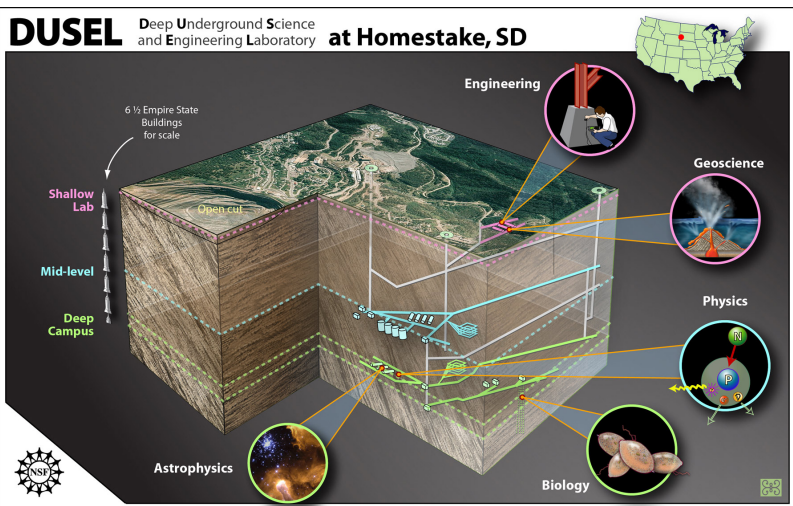 DUSEL
Deep Underground Science
and Engineering Laboratory
at Homestake, SD
6 ½ Empire State
Buildings
for scale
Engineering
Geoscience
Shallow
Lab
Open cut
Mid-level
Physics
Deep
Campus
N
P
Astrophysics
Biology
NSF